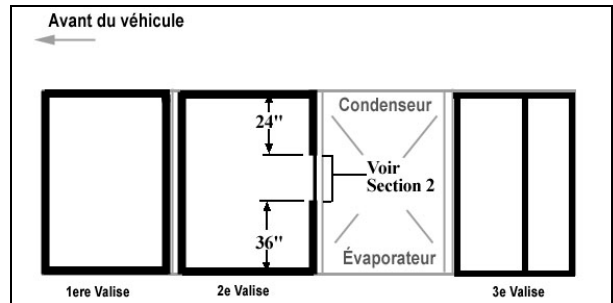 Avant du véhicule
Condenseur
24"
Voir
Section 2
36"
Évaporateur
1ere Valise
2e Valise
3e Valise